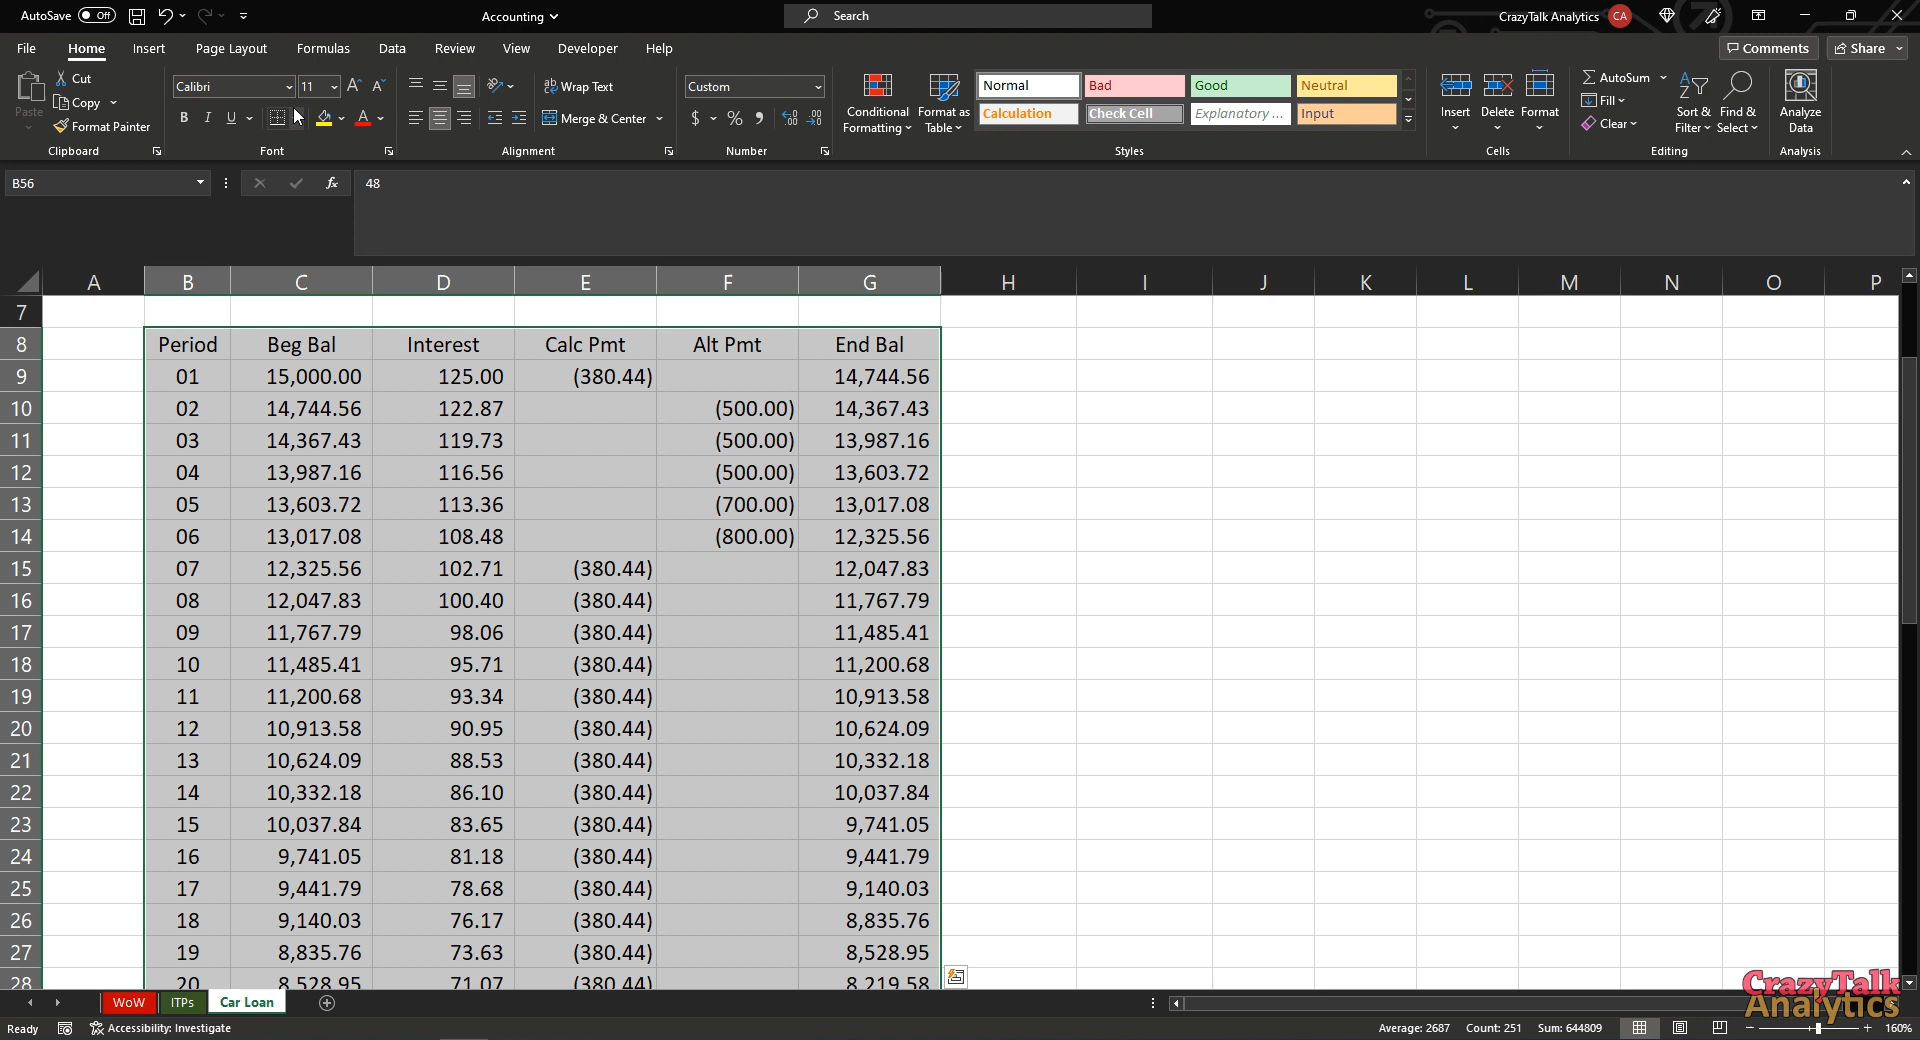 AutoSave Off Accounting Search CrazyTalk Analytics CA
File Home Insert Page Layout Formulas Data Review View Developer Help Comments Share
Paste Cut Copy Format Painter Clipboard
Calibri 11 A A
B I U A Font
Wrap Text
Merge & Center Alignment
Custom
$ % 9 Number
Conditional Formatting Format as Table
Normal Bad Good Neutral
Calculation Check Cell Explanatory ... Input
Styles
Insert Delete Format Cells
AutoSum Fill Clear Sort & Filter Find & Select Editing
Analyze Data Analysis
B56 fx 48
A B C D E F G H I J K L M N O P
7
8 Period Beg Bal Interest Calc Pmt Alt Pmt End Bal
9 01 15,000.00 125.00 (380.44) 14,744.56
10 02 14,744.56 122.87 (500.00) 14,367.43
11 03 14,367.43 119.73 (500.00) 13,987.16
12 04 13,987.16 116.56 (500.00) 13,603.72
13 05 13,603.72 113.36 (700.00) 13,017.08
14 06 13,017.08 108.48 (800.00) 12,325.56
15 07 12,325.56 102.71 (380.44) 12,047.83
16 08 12,047.83 100.40 (380.44) 11,767.79
17 09 11,767.79 98.06 (380.44) 11,485.41
18 10 11,485.41 95.71 (380.44) 11,200.68
19 11 11,200.68 93.34 (380.44) 10,913.58
20 12 10,913.58 90.95 (380.44) 10,624.09
21 13 10,624.09 88.53 (380.44) 10,332.18
22 14 10,332.18 86.10 (380.44) 10,037.84
23 15 10,037.84 83.65 (380.44) 9,741.05
24 16 9,741.05 81.18 (380.44) 9,441.79
25 17 9,441.79 78.68 (380.44) 9,140.03
26 18 9,140.03 76.17 (380.44) 8,835.76
27 19 8,835.76 73.63 (380.44) 8,528.95
28 20 8,528.95 71.07 (380.44) 8,219.58
WoW ITPs Car Loan
CrazyTalk
Analytics
Ready Accessibility: Investigate Average: 2687 Count: 251 Sum: 644809 160%